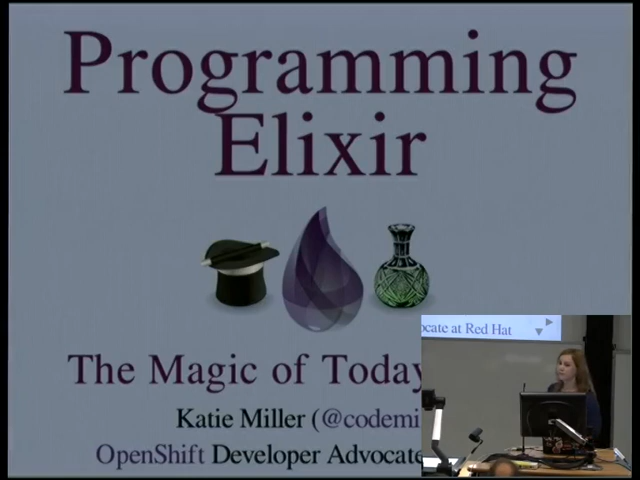 Programming
Elixir
The Magic of Today
Katie Miller (@codemi
OpenShift Developer Advocate
ocate at Red Hat